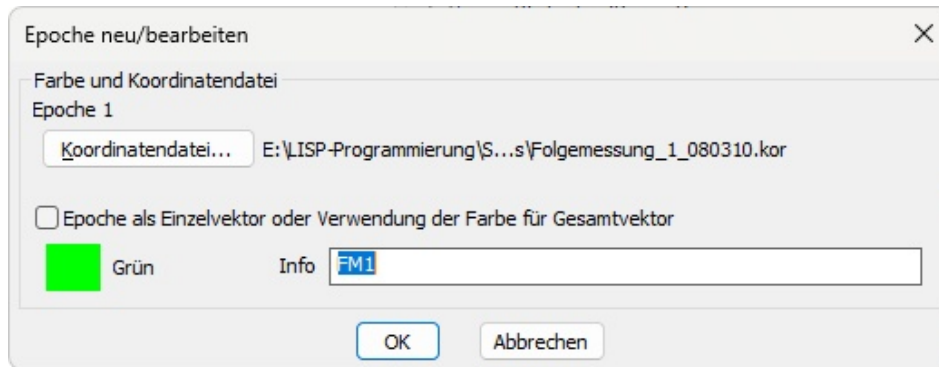 Epoche neu/bearbeiten
Farbe und Koordinatendatei
Epoche 1
Koordinatendatei... E:\LISP-Programmierung\S...s\Folgemessung_1_080310.kor
Epoche als Einzelvektor oder Verwendung der Farbe für Gesamtvektor
Grün Info FM1
OK Abbrechen